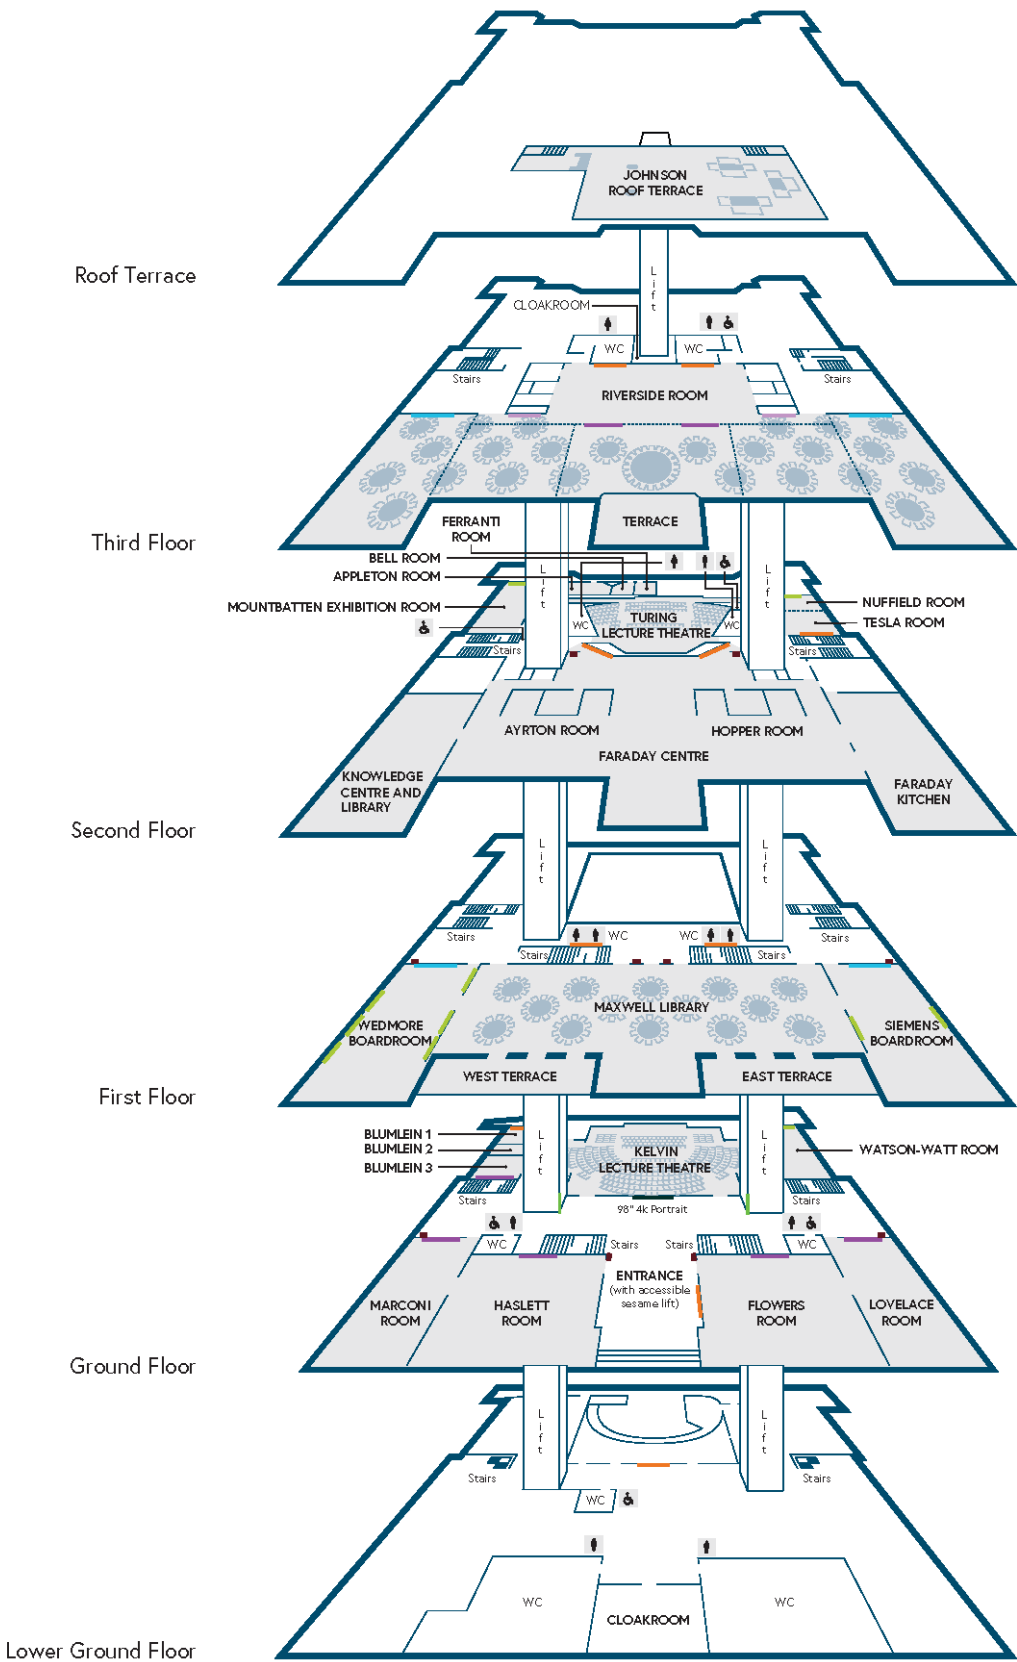 JOHNSON
ROOF TERRACE
Roof Terrace
Lift
CLOAKROOM
WC
WC
Stairs
Stairs
RIVERSIDE ROOM
TERRACE
Third Floor
FERRANTI
ROOM
BELL ROOM
APPLETON ROOM
MOUNTBATTEN EXHIBITION ROOM
Lift
Lift
NUFFIELD ROOM
TESLA ROOM
TURING
LECTURE THEATRE
WC
WC
Stairs
Stairs
AYRTON ROOM
HOPPER ROOM
FARADAY CENTRE
KNOWLEDGE
CENTRE AND
LIBRARY
FARADAY
KITCHEN
Second Floor
Lift
Lift
Stairs
WC
WC
Stairs
Stairs
Stairs
MAXWELL LIBRARY
WEDMORE
BOARDROOM
SIEMENS
BOARDROOM
WEST TERRACE
EAST TERRACE
First Floor
BLUMLEIN 1
BLUMLEIN 2
BLUMLEIN 3
Lift
Lift
KELVIN
LECTURE THEATRE
WATSON-WATT ROOM
Stairs
Stairs
98" 4k Portrait
WC
Stairs
Stairs
WC
ENTRANCE
(with accessible
sesame lift)
MARCONI
ROOM
HASLETT
ROOM
FLOWERS
ROOM
LOVELACE
ROOM
Ground Floor
Lift
Lift
Stairs
Stairs
WC
WC
WC
CLOAKROOM
Lower Ground Floor